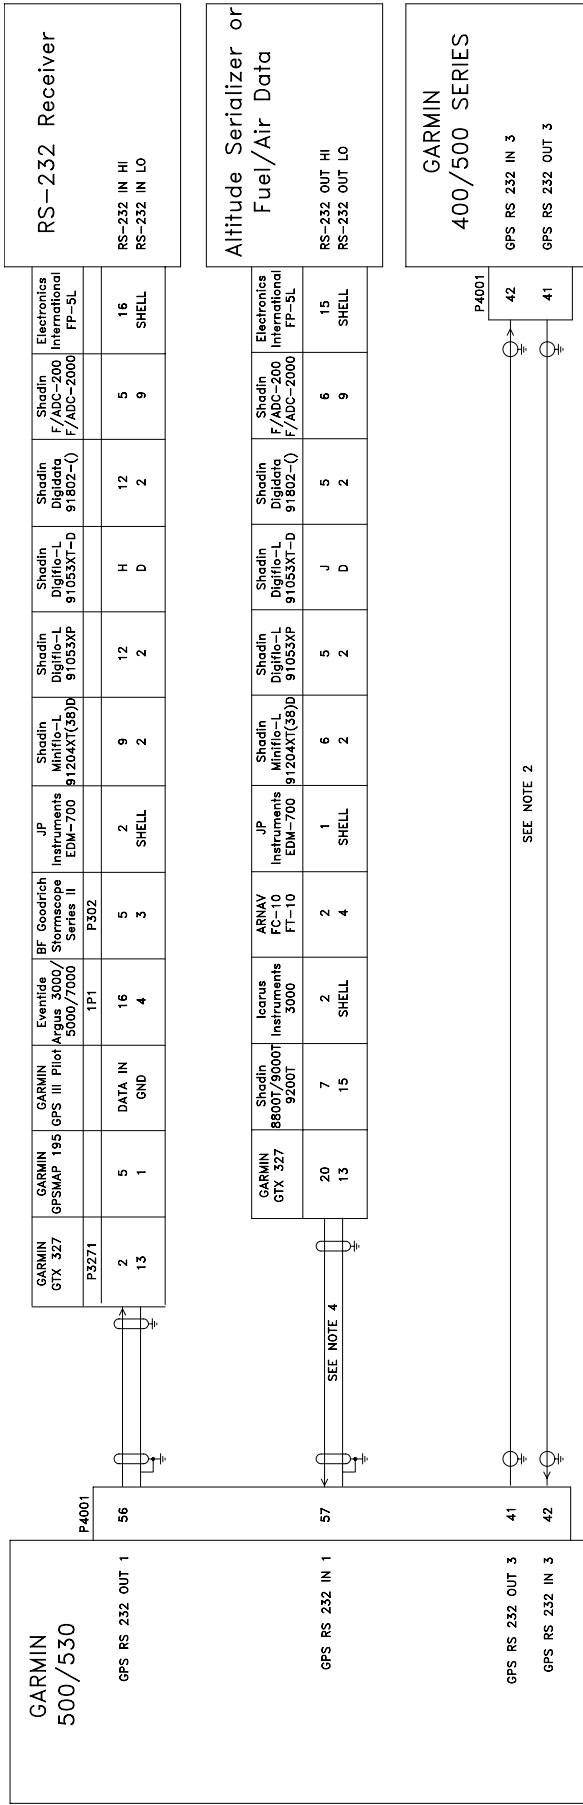 GARMIN
500/530
P4001
GPS RS 232 OUT 1
56
GPS RS 232 IN 1
57
GPS RS 232 OUT 3
41
GPS RS 232 IN 3
42
GARMIN
GTX 327
P3271
2
13
GARMIN
GPSMAP 195
5
1
GARMIN
GPS III Pilot
DATA IN
GND
Eventide
Argus 3000/
5000/7000
1P1
16
4
BF Goodrich
Stormscope
Series II
P302
5
3
JP
Instruments
EDM-700
2
SHELL
Shadin
Miniflo-L
91204XT(38)D
9
2
Shadin
Digiflo-L
91053XP
12
2
Shadin
Digiflo-L
91053XT-D
H
D
Shadin
Digidata
91802-()
12
2
Shadin
F/ADC-200
F/ADC-2000
5
9
Electronics
International
FP-5L
16
SHELL
RS-232 Receiver
RS-232 IN HI
RS-232 IN LO
SEE NOTE 4
GARMIN
GTX 327
20
13
Shadin
8800T/9000T
9200T
7
15
Icarus
Instruments
3000
2
SHELL
ARNAV
FC-10
FT-10
2
4
JP
Instruments
EDM-700
1
SHELL
Shadin
Miniflo-L
91204XT(38)D
6
2
Shadin
Digiflo-L
91053XP
5
2
Shadin
Digiflo-L
91053XT-D
J
D
Shadin
Digidata
91802-()
5
2
Shadin
F/ADC-200
F/ADC-2000
6
9
Electronics
International
FP-5L
15
SHELL
Altitude Serializer or
Fuel/Air Data
RS-232 OUT HI
RS-232 OUT LO
SEE NOTE 2
P4001
42
41
GARMIN
400/500 SERIES
GPS RS 232 IN 3
GPS RS 232 OUT 3